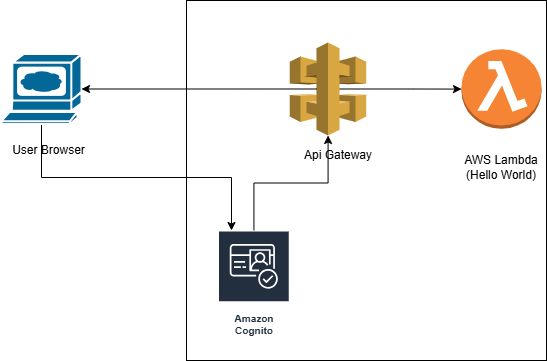 User Browser
Api Gateway
AWS Lambda
(Hello World)
Amazon
Cognito